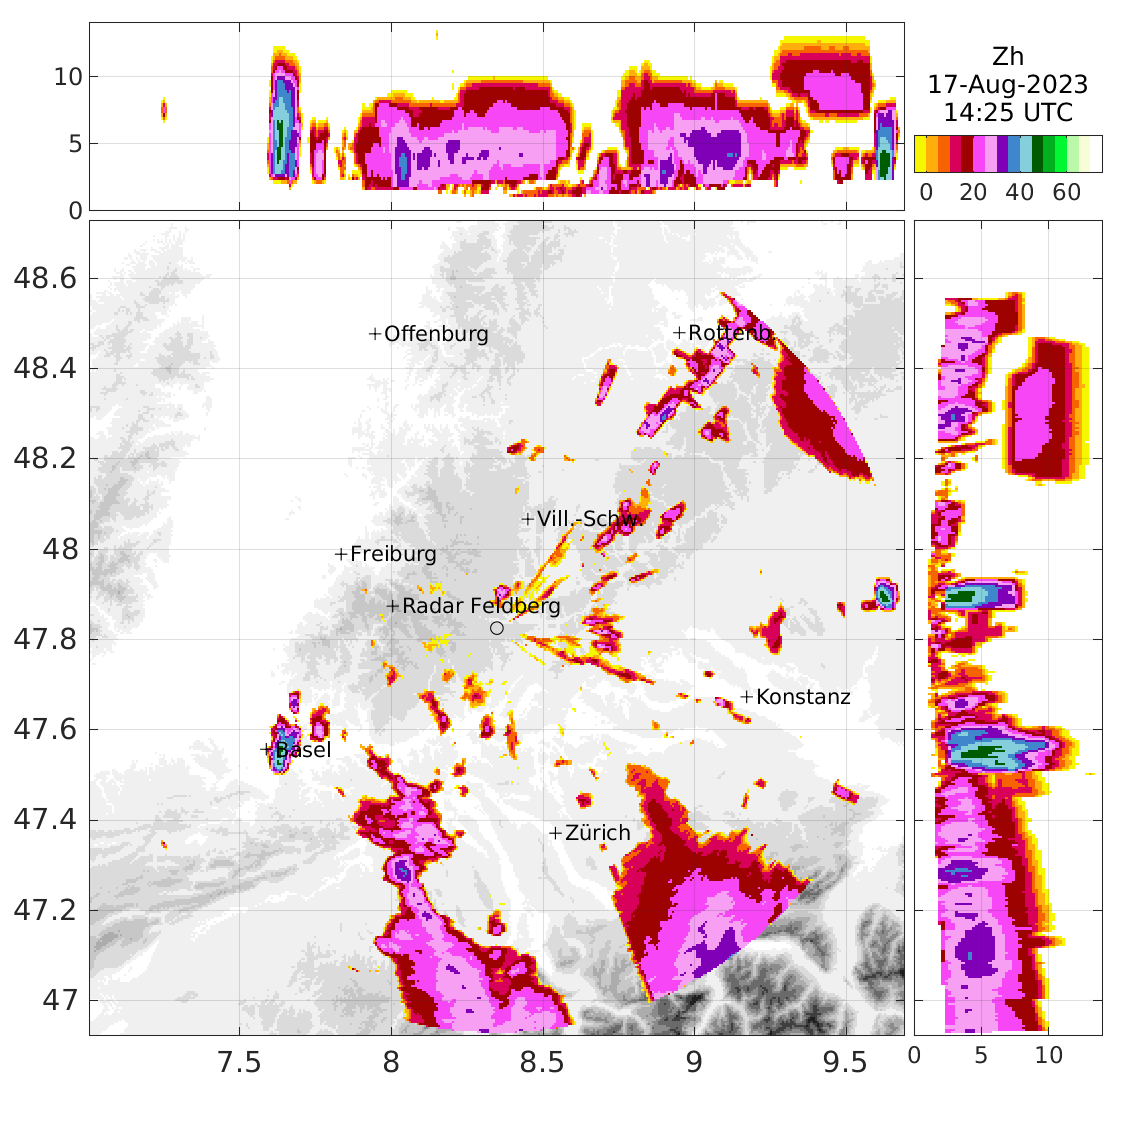 Zh
17-Aug-2023
14:25 UTC
0 20 40 60
10
5
0
48.6
48.4
48.2
48
47.8
47.6
47.4
47.2
47
+Offenburg
+Rottenb.
+Vill.-Schw.
+Freiburg
+Radar Feldberg
+Konstanz
+Basel
+Zürich
7.5 8 8.5 9 9.5
0 5 10